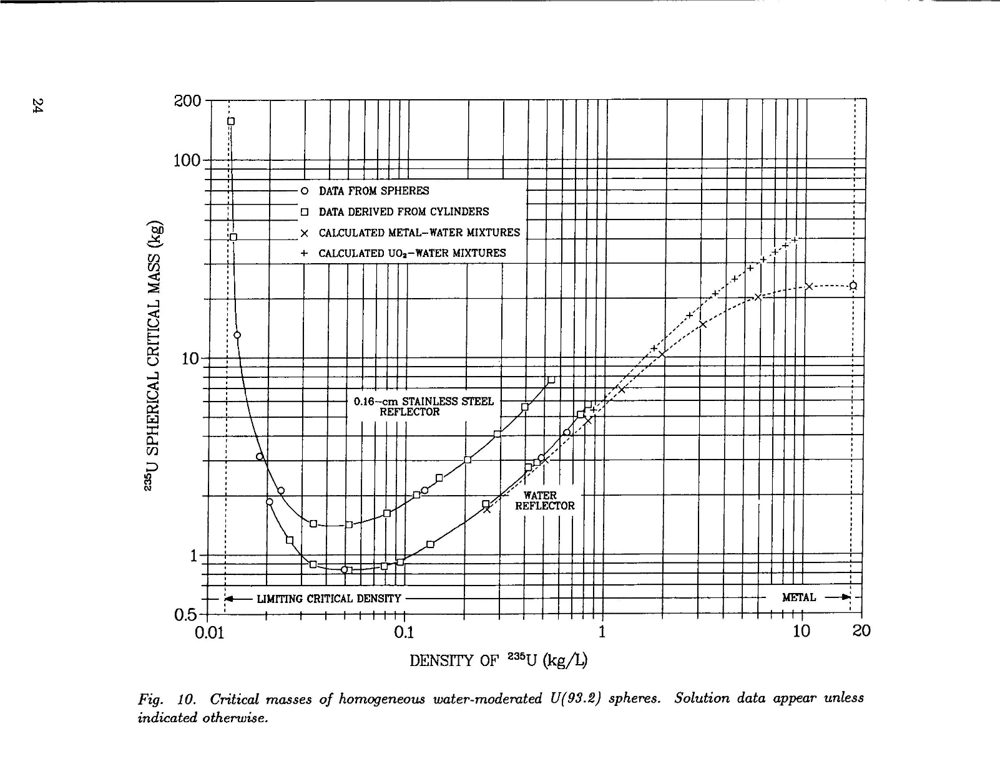 24
200
100
10
1
0.5
²³⁵U SPHERICAL CRITICAL MASS (kg)
O DATA FROM SPHERES
□ DATA DERIVED FROM CYLINDERS
× CALCULATED METAL-WATER MIXTURES
+ CALCULATED UO₂-WATER MIXTURES
0.16-cm STAINLESS STEEL
REFLECTOR
WATER
REFLECTOR
LIMITING CRITICAL DENSITY
METAL
0.01 0.1 1 10 20
DENSITY OF ²³⁵U (kg/L)
Fig. 10. Critical masses of homogeneous water-moderated U(93.2) spheres. Solution data appear unless
indicated otherwise.